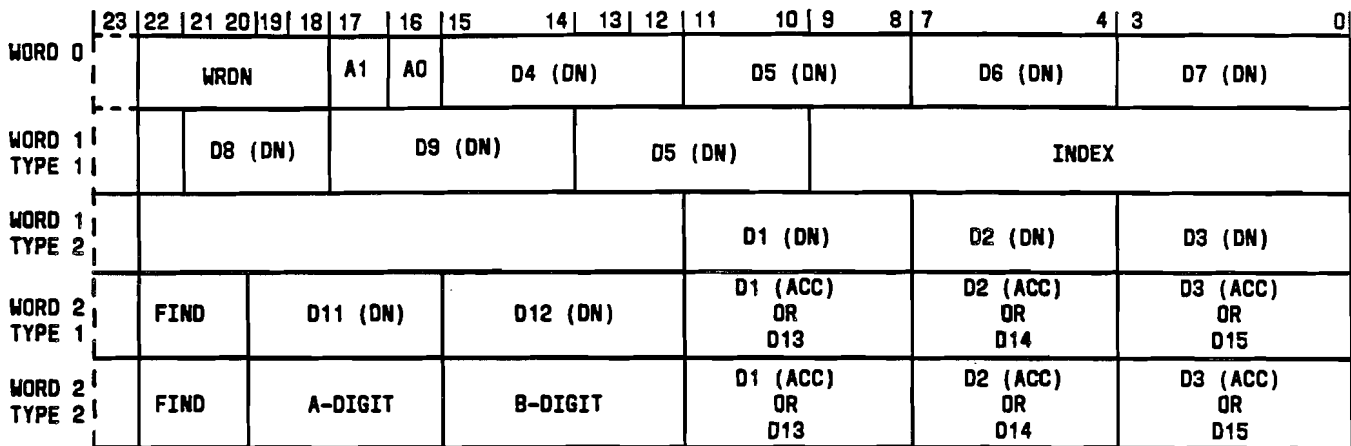 23 22 21 20 19 18 17 16 15 14 13 12 11 10 9 8 7 4 3 0
WORD 0 WRDN A1 A0 D4 (DN) D5 (DN) D6 (DN) D7 (DN)
WORD 1
TYPE 1
D8 (DN) D9 (DN) D5 (DN) INDEX
WORD 1
TYPE 2
D1 (DN) D2 (DN) D3 (DN)
WORD 2
TYPE 1
FIND D11 (DN) D12 (DN)
D1 (ACC)
OR
D13
D2 (ACC)
OR
D14
D3 (ACC)
OR
D15
WORD 2
TYPE 2
FIND A-DIGIT B-DIGIT
D1 (ACC)
OR
D13
D2 (ACC)
OR
D14
D3 (ACC)
OR
D15